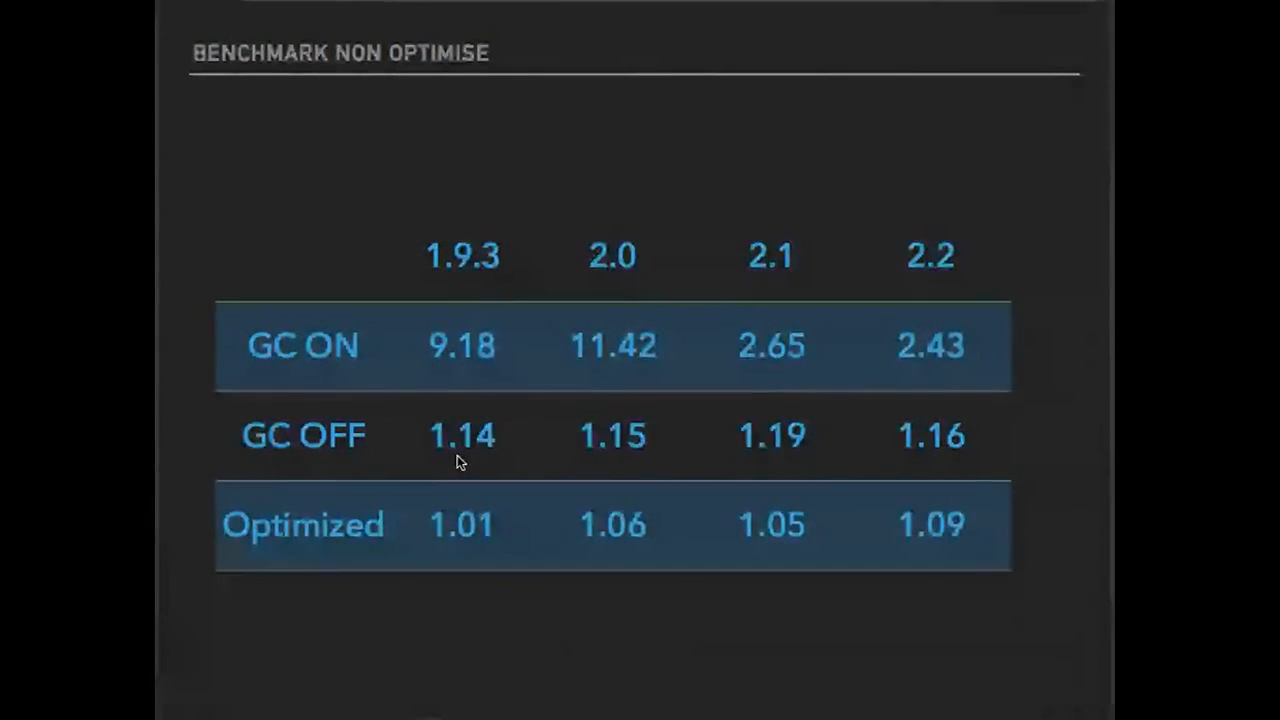 BENCHMARK NON OPTIMISE
1.9.3 2.0 2.1 2.2
GC ON 9.18 11.42 2.65 2.43
GC OFF 1.14 1.15 1.19 1.16
Optimized 1.01 1.06 1.05 1.09